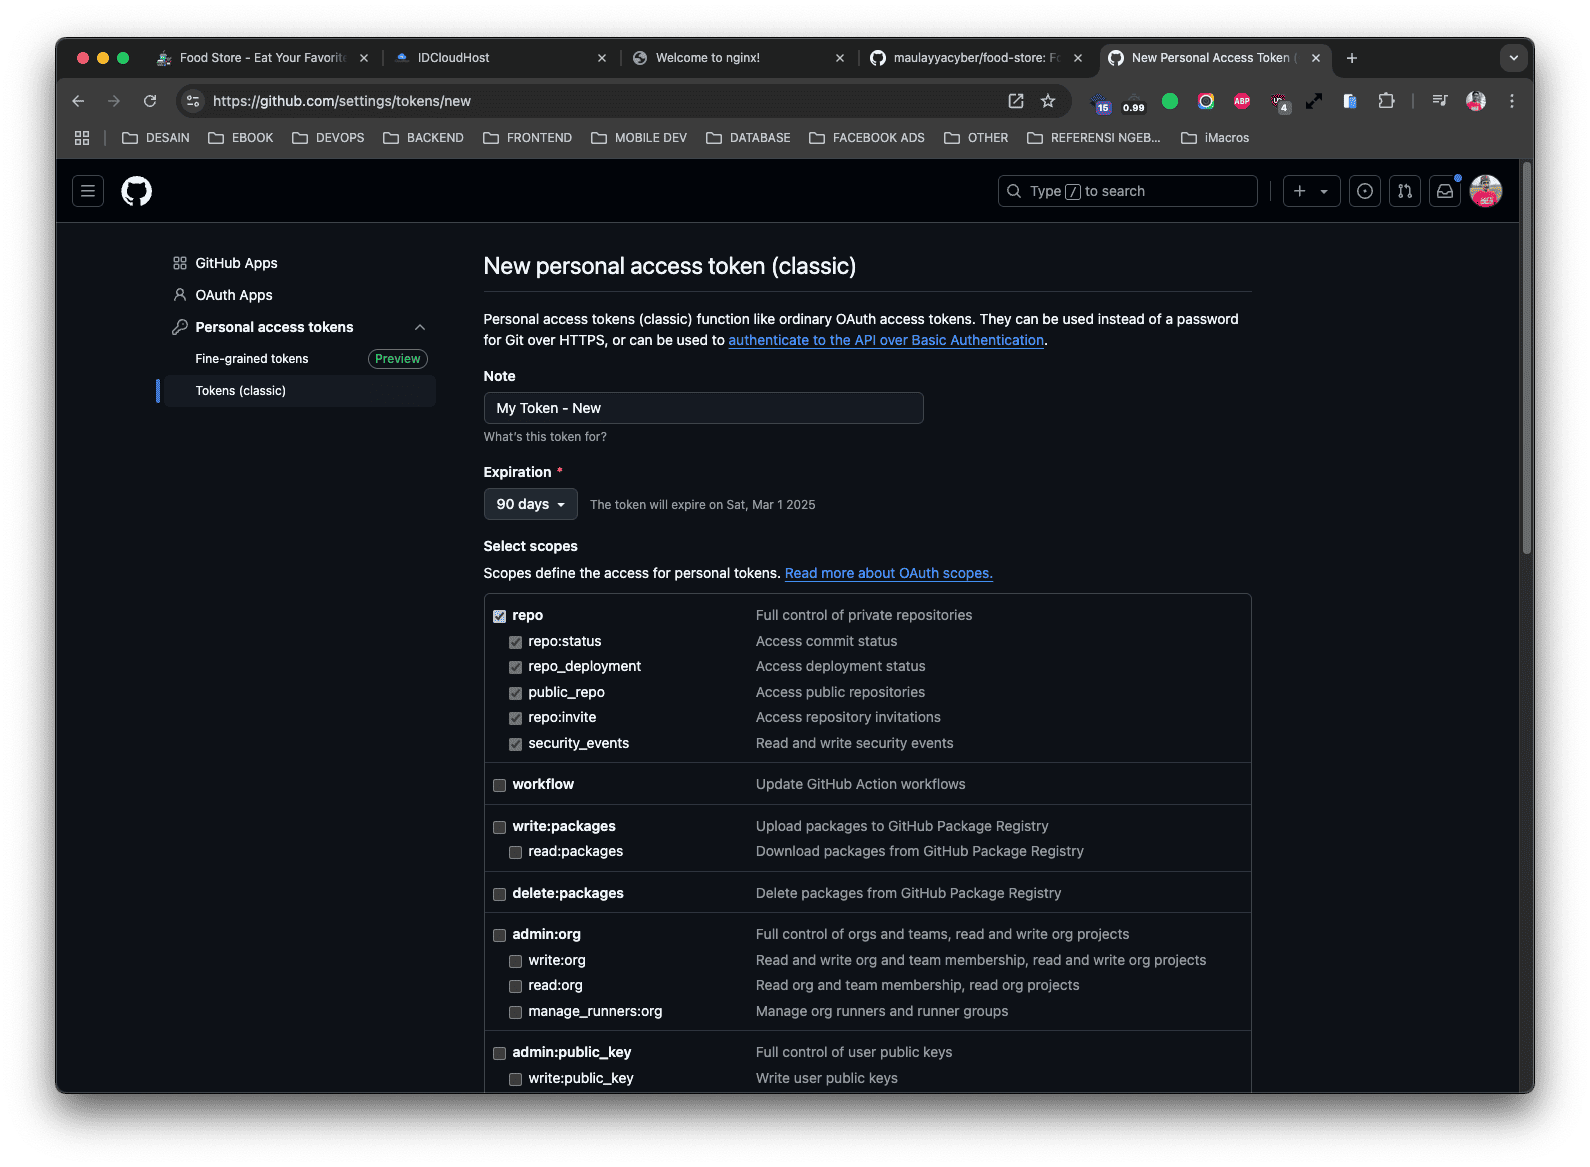 Food Store - Eat Your Favorite
IDCloudHost
Welcome to nginx!
maulayyacyber/food-store: Fo
New Personal Access Token (
https://github.com/settings/tokens/new
15
0.99
ABP
4
DESAIN
EBOOK
DEVOPS
BACKEND
FRONTEND
MOBILE DEV
DATABASE
FACEBOOK ADS
OTHER
REFERENSI NGEB...
iMacros
Type / to search
GitHub Apps
OAuth Apps
Personal access tokens
Fine-grained tokens Preview
Tokens (classic)
New personal access token (classic)
Personal access tokens (classic) function like ordinary OAuth access tokens. They can be used instead of a password
for Git over HTTPS, or can be used to authenticate to the API over Basic Authentication.
Note
My Token - New
What's this token for?
Expiration *
90 days The token will expire on Sat, Mar 1 2025
Select scopes
Scopes define the access for personal tokens. Read more about OAuth scopes.
repo Full control of private repositories
repo:status Access commit status
repo_deployment Access deployment status
public_repo Access public repositories
repo:invite Access repository invitations
security_events Read and write security events
workflow Update GitHub Action workflows
write:packages Upload packages to GitHub Package Registry
read:packages Download packages from GitHub Package Registry
delete:packages Delete packages from GitHub Package Registry
admin:org Full control of orgs and teams, read and write org projects
write:org Read and write org and team membership, read and write org projects
read:org Read org and team membership, read org projects
manage_runners:org Manage org runners and runner groups
admin:public_key Full control of user public keys
write:public_key Write user public keys